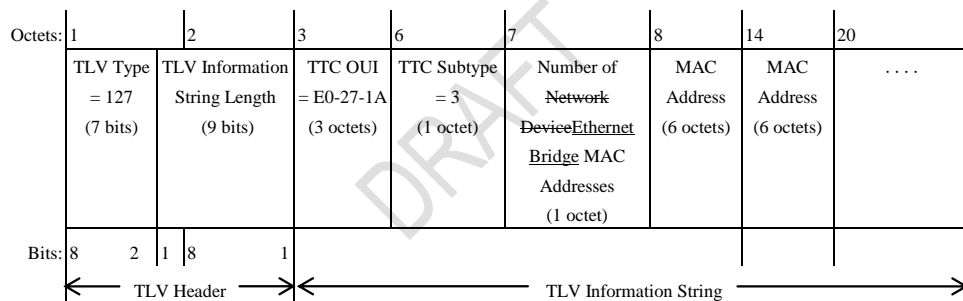 Octets: 1 2 3 6 7 8 14 20
TLV Type TLV Information TTC OUI TTC Subtype Number of MAC MAC . . . .
= 127 String Length = E0-27-1A = 3 Network Address Address
(7 bits) (9 bits) (3 octets) (1 octet) DeviceEthernet (6 octets) (6 octets)
Bridge MAC
Addresses
(1 octet)
Bits: 8 2 1 8 1
TLV Header TLV Information String
DRAFT